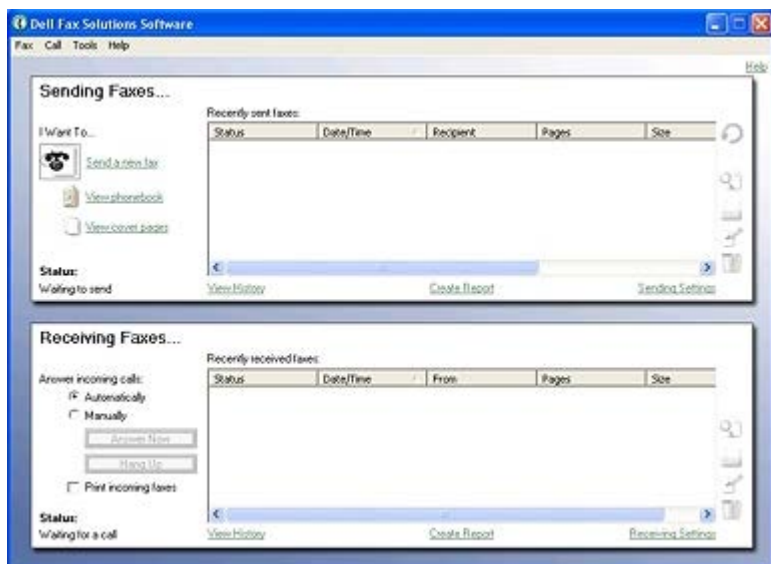 Dell Fax Solutions Software
Fax Call Tools Help
Help
Sending Faxes...
Recently sent faxes:
I Want To...
Status Date/Time Recipient Pages Size
Send a new fax
View phonebook
View cover pages
Status:
Waiting to send
View History Create Report Sending Settings
Receiving Faxes...
Recently received faxes:
Answer incoming calls:
Status Date/Time From Pages Size
Automatically
Manually
Answer Now
Hang Up
Print incoming faxes
Status:
Waiting for a call
View History Create Report Receiving Settings